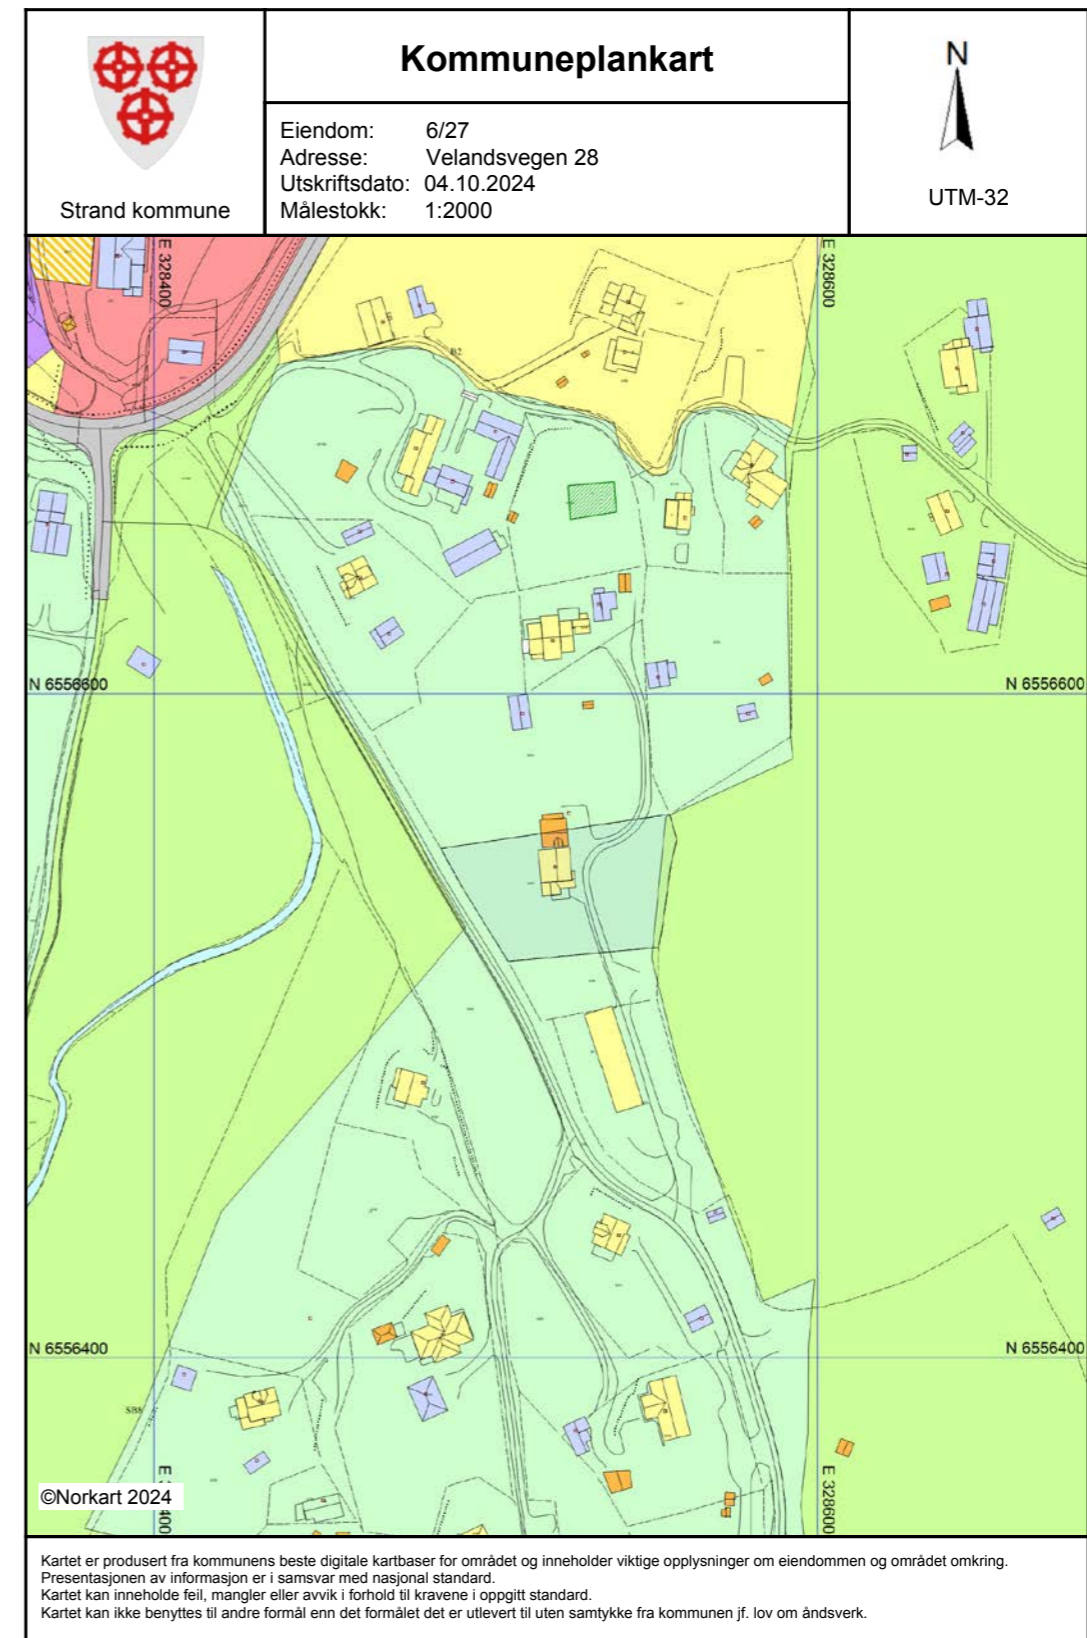 Kommuneplankart
Eiendom: 6/27
Adresse: Velandsvegen 28
Utskriftsdato: 04.10.2024
Målestokk: 1:2000
Strand kommune
N
UTM-32
E 328400
E 328600
B2
N 6556600
N 6556600
N 6556400
N 6556400
SB8
E 328600
©Norkart 2024
Kartet er produsert fra kommunens beste digitale kartbaser for området og inneholder viktige opplysninger om eiendommen og området omkring.
Presentasjonen av informasjon er i samsvar med nasjonal standard.
Kartet kan inneholde feil, mangler eller avvik i forhold til kravene i oppgitt standard.
Kartet kan ikke benyttes til andre formål enn det formålet det er utlevert til uten samtykke fra kommunen jf. lov om åndsverk.